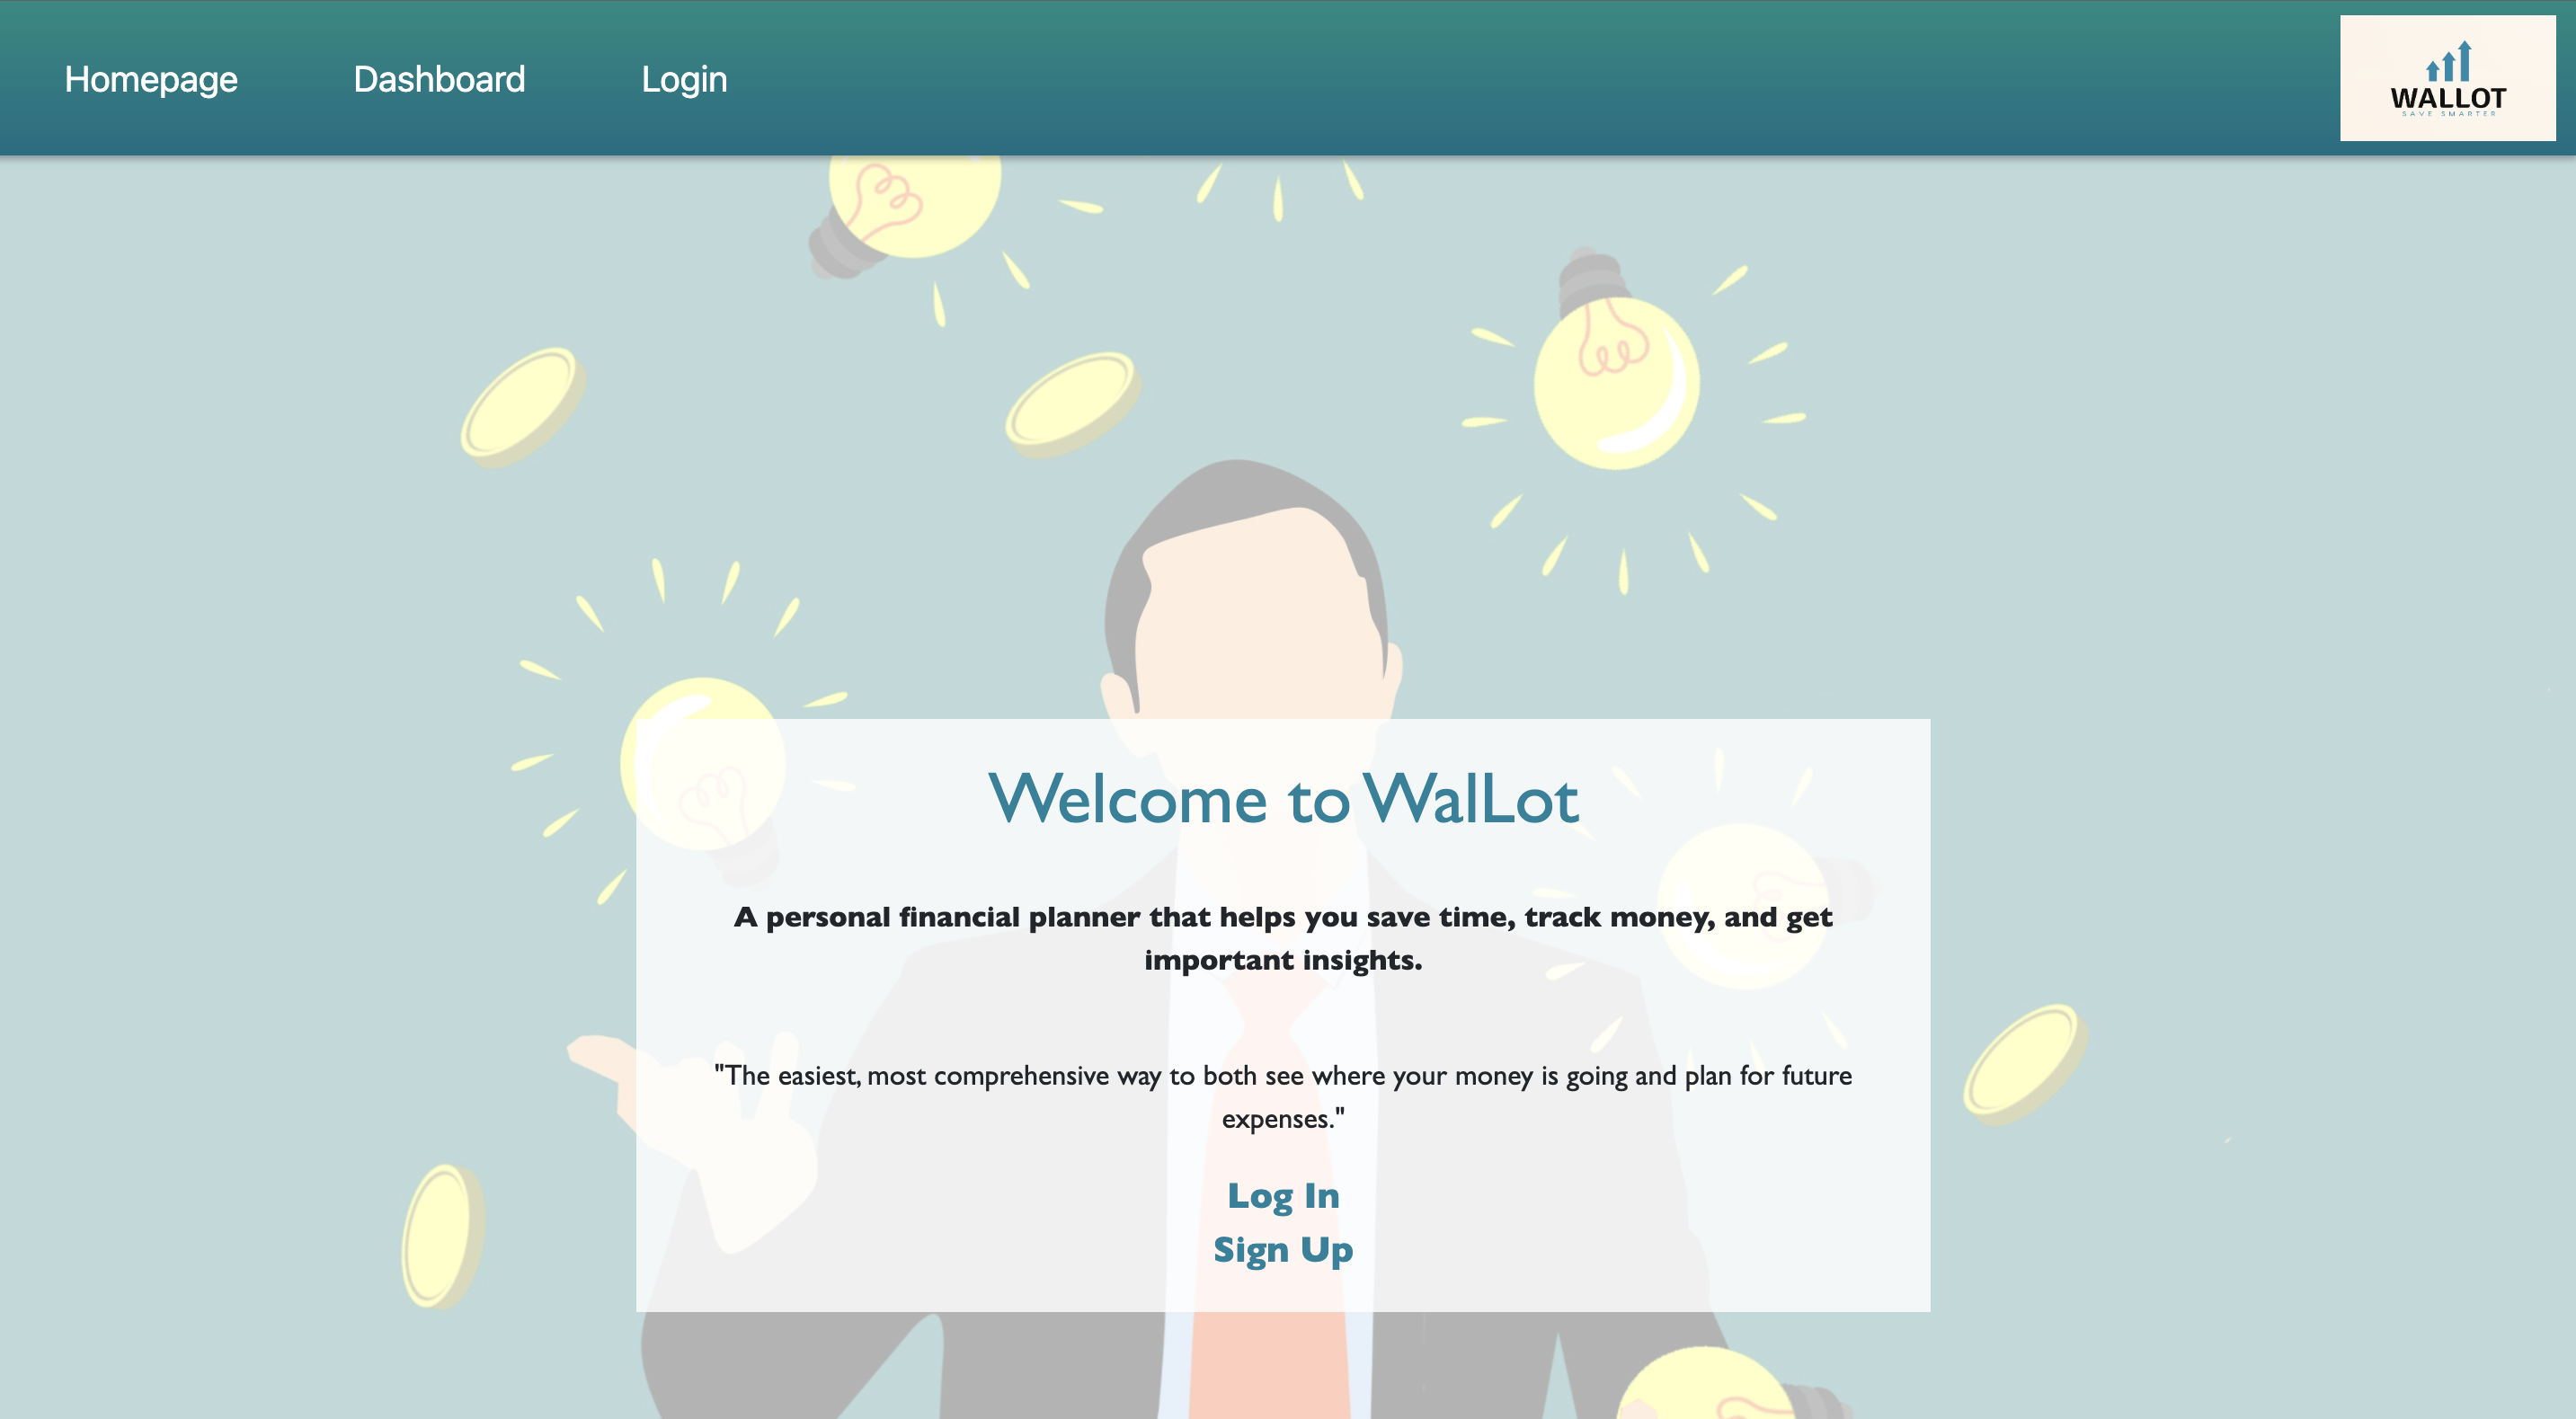 Homepage Dashboard Login
WALLOT
SAVE SMARTER
Welcome to WalLot
A personal financial planner that helps you save time, track money, and get
important insights.
"The easiest, most comprehensive way to both see where your money is going and plan for future
expenses."
Log In
Sign Up